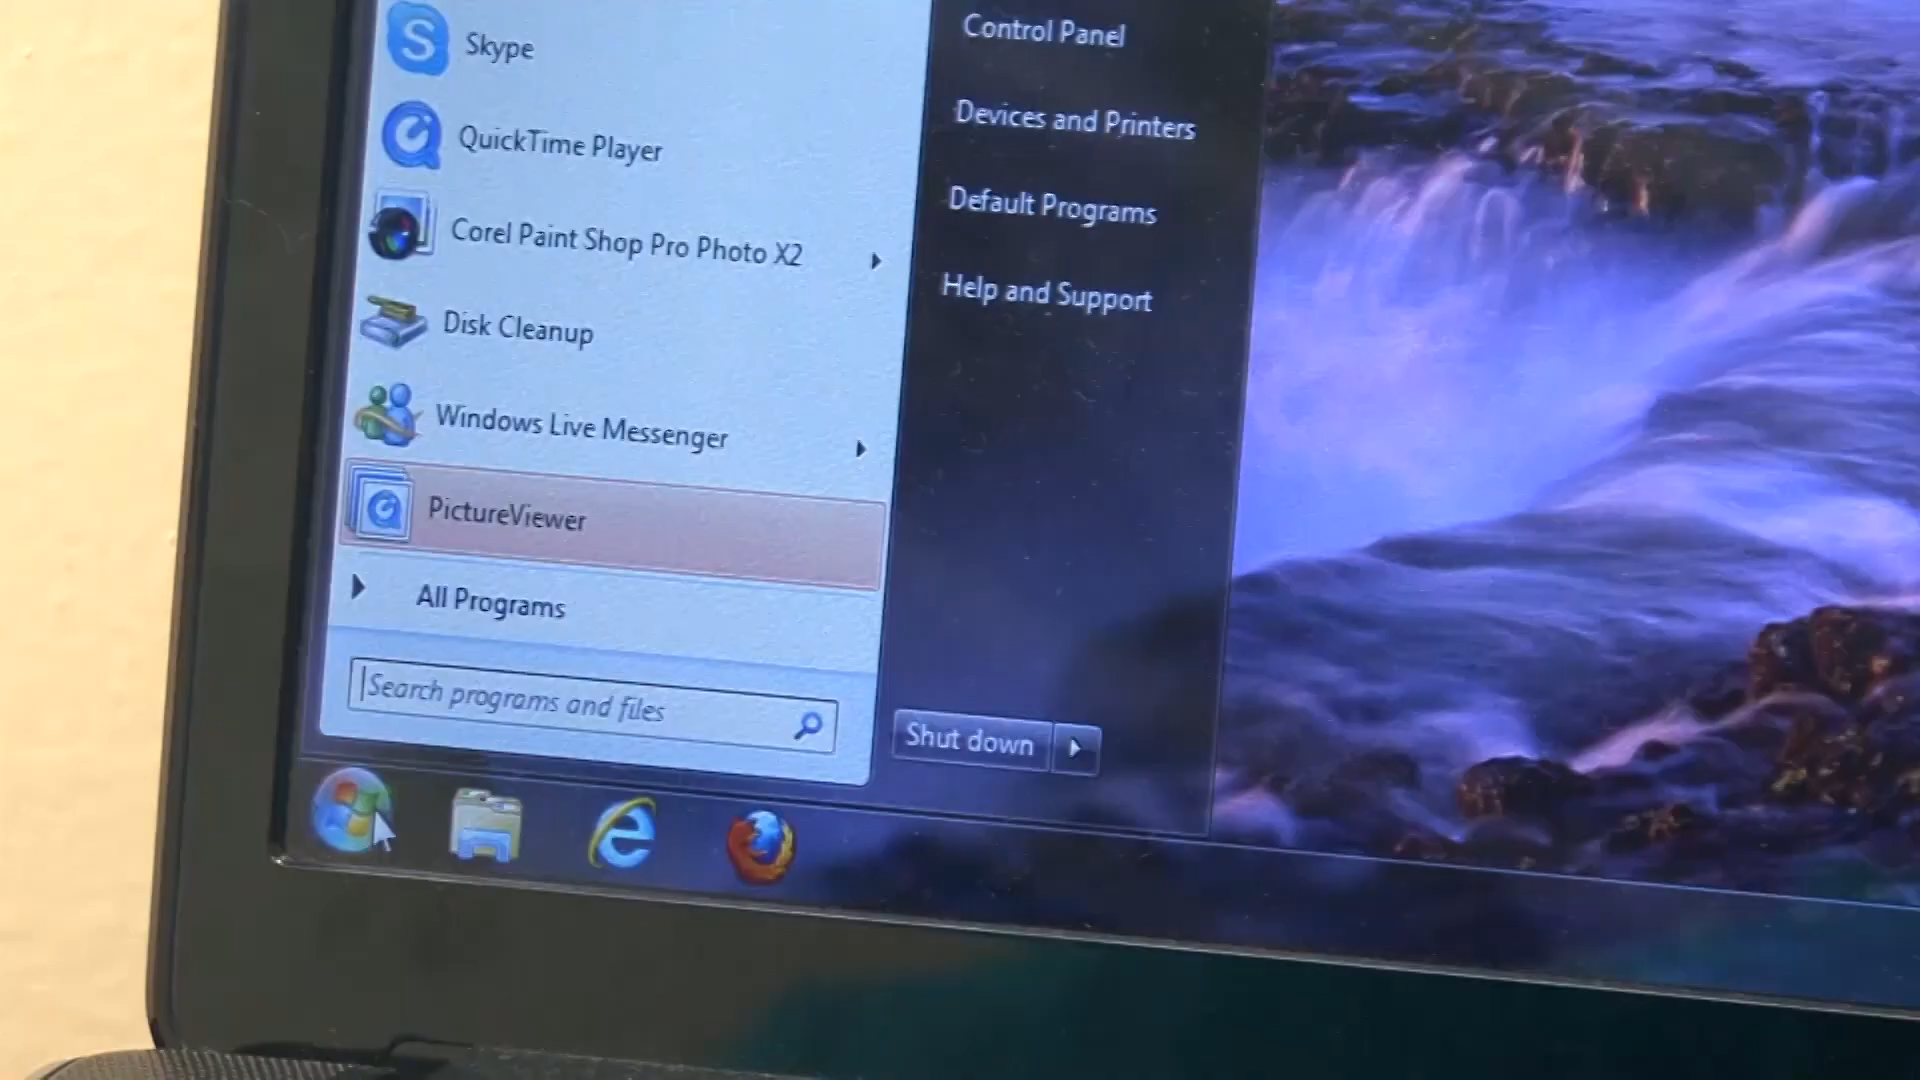 Skype
QuickTime Player
Corel Paint Shop Pro Photo X2
Disk Cleanup
Windows Live Messenger
PictureViewer
All Programs
Search programs and files
Control Panel
Devices and Printers
Default Programs
Help and Support
Shut down